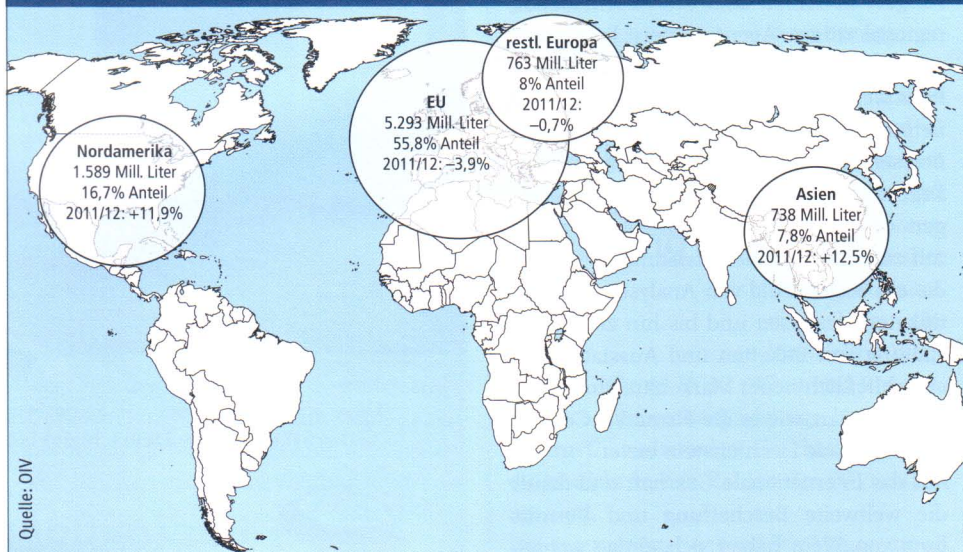 restl. Europa
763 Mill. Liter
8% Anteil
2011/12:
–0,7%
EU
5.293 Mill. Liter
55,8% Anteil
2011/12: –3,9%
Nordamerika
1.589 Mill. Liter
16,7% Anteil
2011/12: +11,9%
Asien
738 Mill. Liter
7,8% Anteil
2011/12: +12,5%
Quelle: OIV